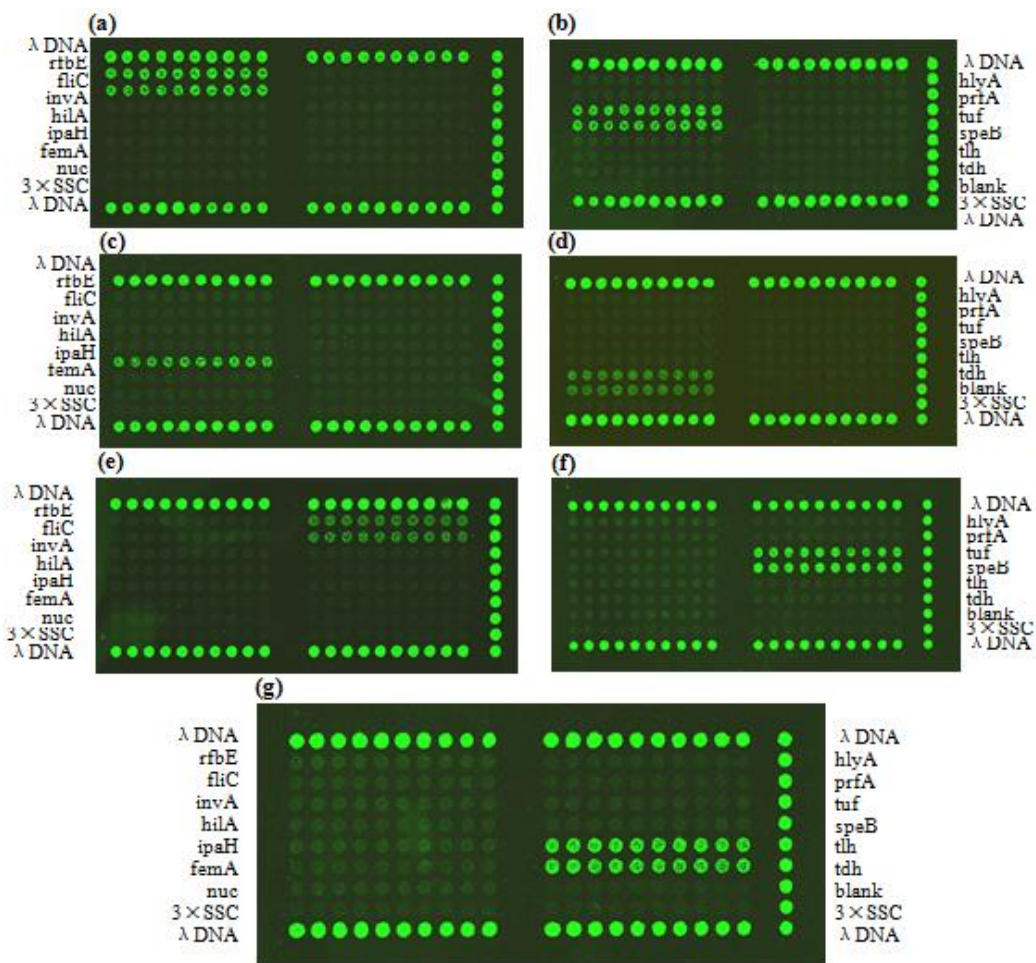 (a)
λ DNA
rfbE
fliC
invA
hilA
ipaH
femA
nuc
3×SSC
λ DNA
(b)
λ DNA
hlyA
prfA
tuf
speB
tlh
tdh
blank
3×SSC
λ DNA
(c)
λ DNA
rfbE
fliC
invA
hilA
ipaH
femA
nuc
3×SSC
λ DNA
(d)
λ DNA
hlyA
prfA
tuf
speB
tlh
tdh
blank
3×SSC
λ DNA
(e)
λ DNA
rfbE
fliC
invA
hilA
ipaH
femA
nuc
3×SSC
λ DNA
(f)
λ DNA
hlyA
prfA
tuf
speB
tlh
tdh
blank
3×SSC
λ DNA
(g)
λ DNA
rfbE
fliC
invA
hilA
ipaH
femA
nuc
3×SSC
λ DNA
λ DNA
hlyA
prfA
tuf
speB
tlh
tdh
blank
3×SSC
λ DNA